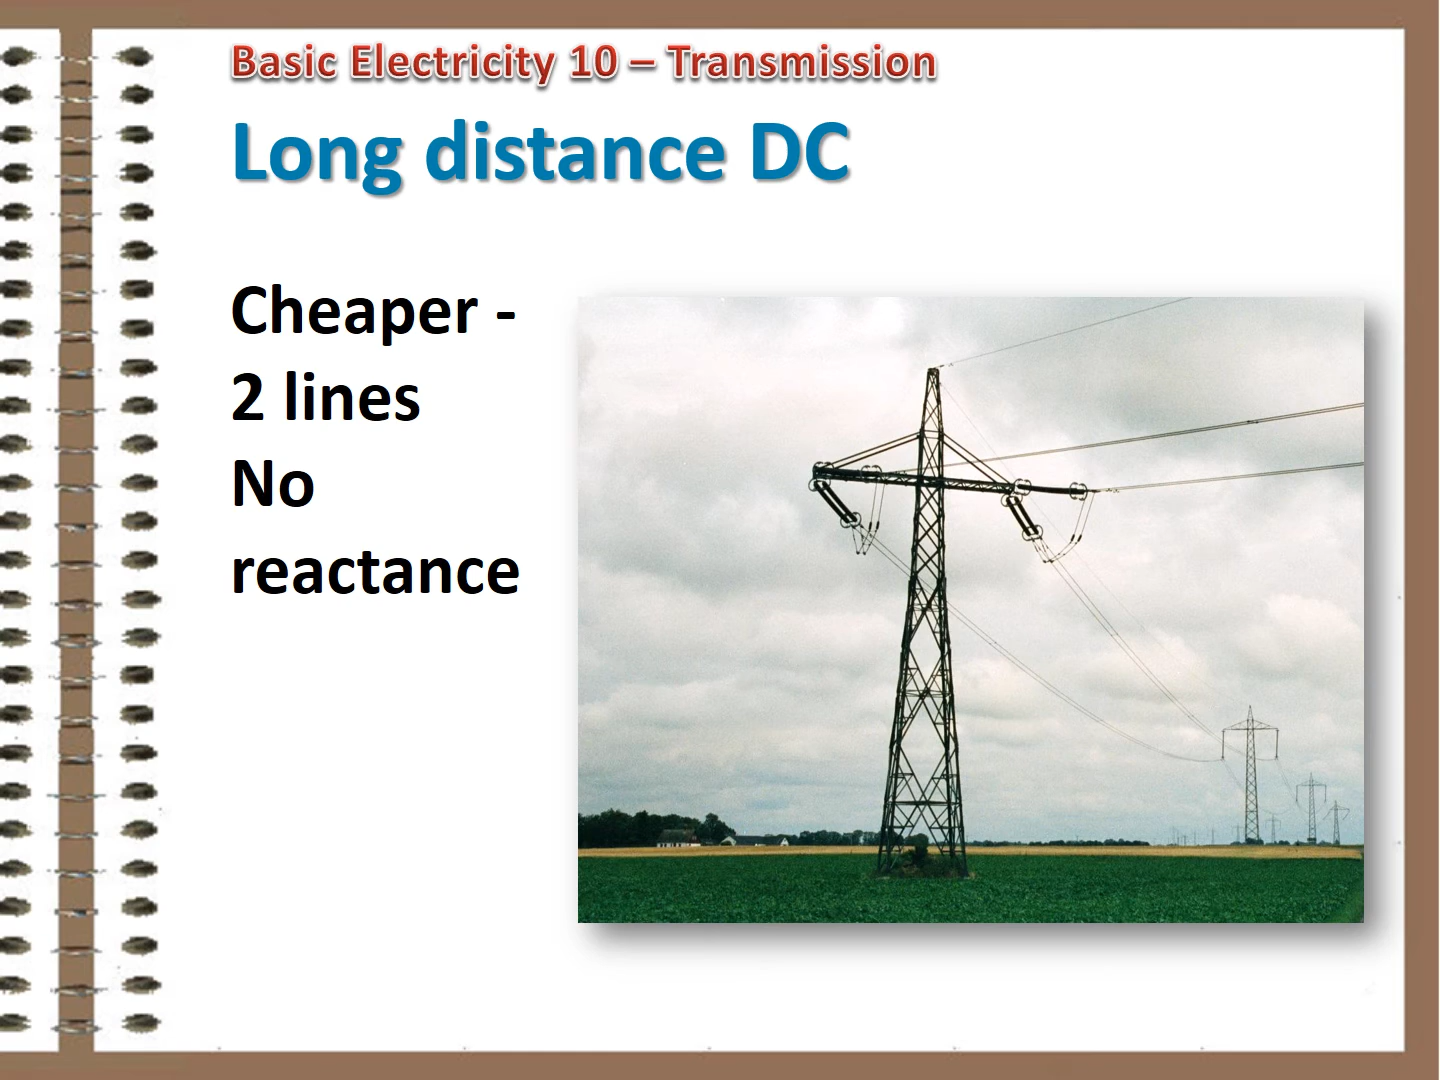 Basic Electricity 10 – Transmission
Long distance DC
Cheaper -
2 lines
No
reactance